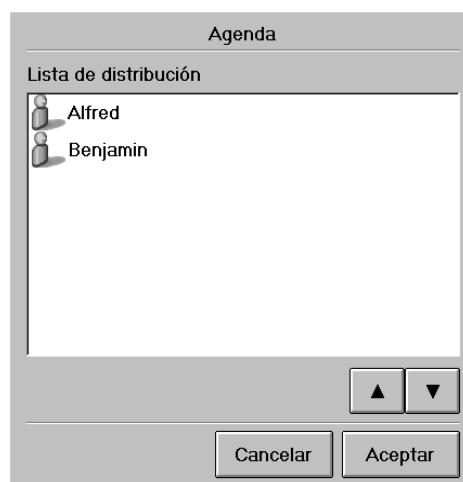 Agenda
Lista de distribución
Alfred
Benjamin
Cancelar Aceptar